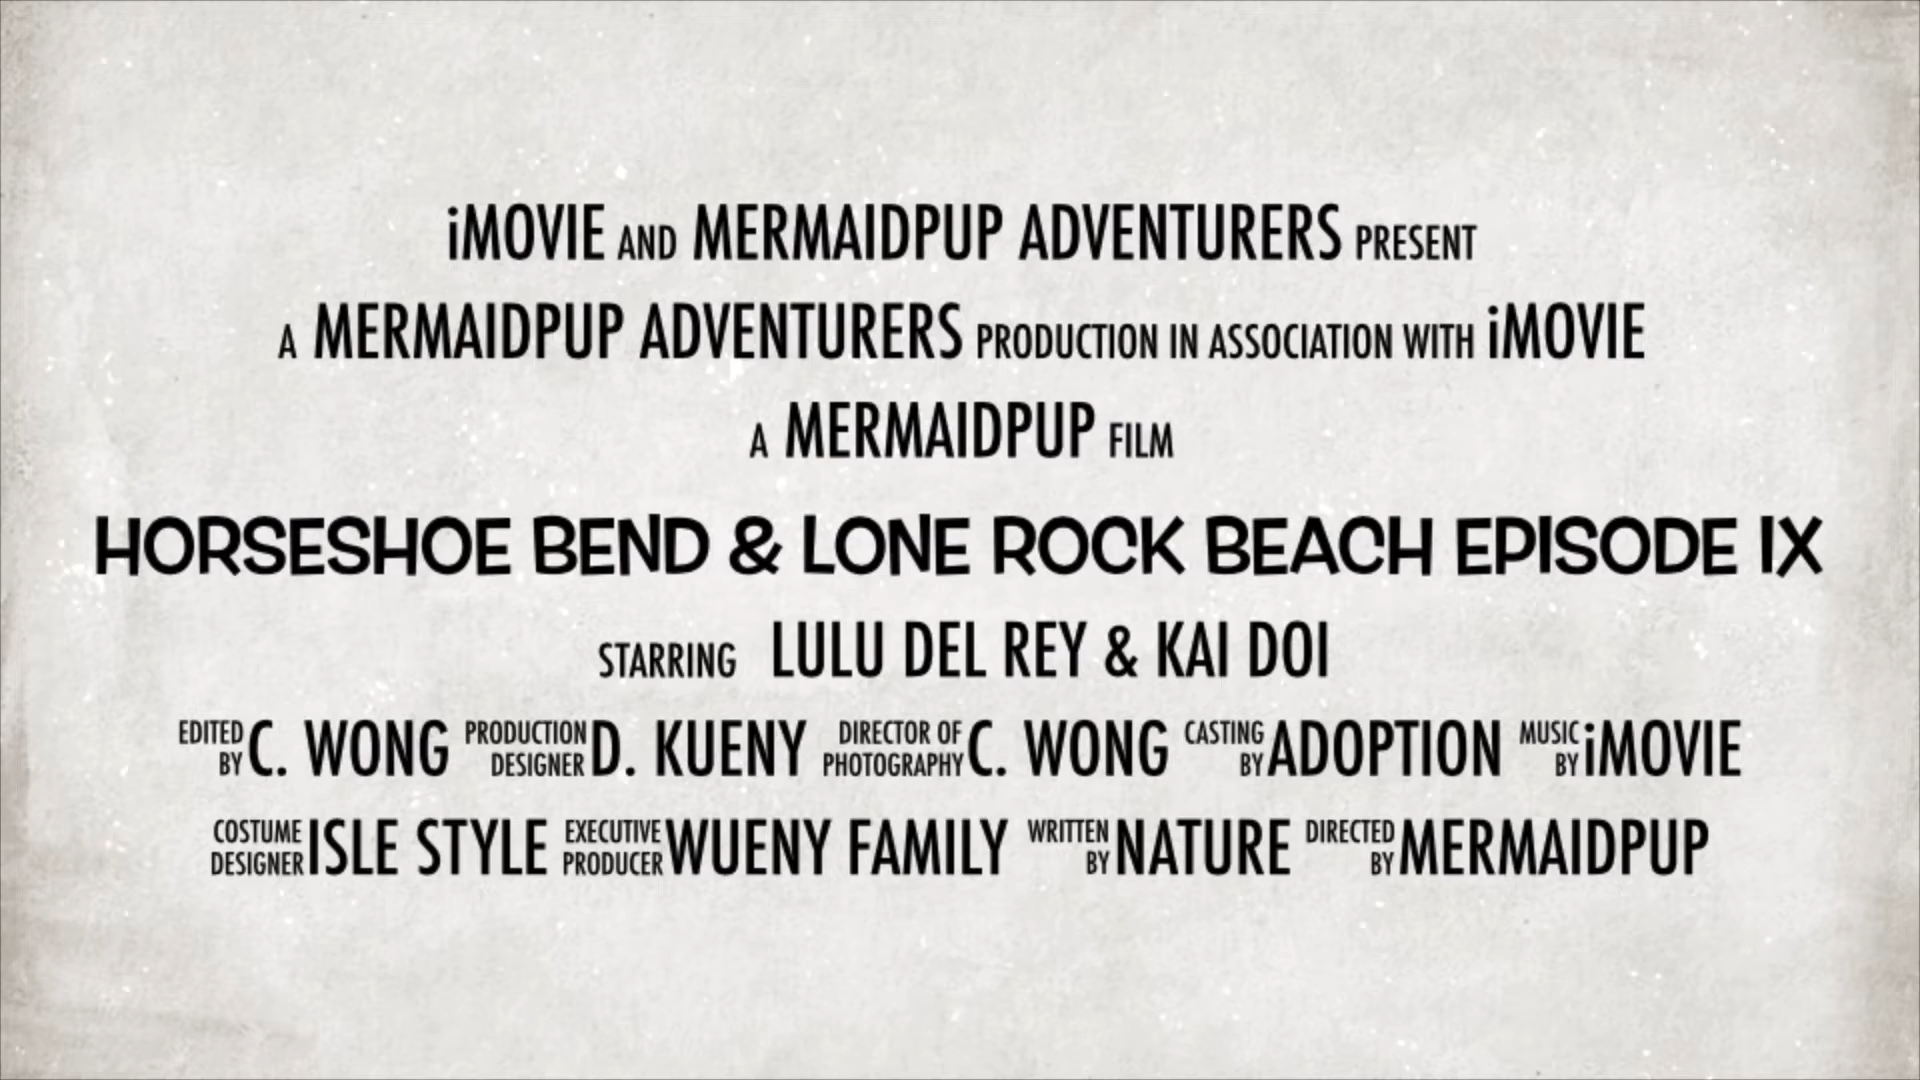 iMOVIE AND MERMAIDPUP ADVENTURERS PRESENT
A MERMAIDPUP ADVENTURERS PRODUCTION IN ASSOCIATION WITH iMOVIE
A MERMAIDPUP FILM
HORSESHOE BEND & LONE ROCK BEACH EPISODE IX
STARRING LULU DEL REY & KAI DOI
EDITED BY C. WONG PRODUCTION DESIGNER D. KUENY DIRECTOR OF PHOTOGRAPHY C. WONG CASTING BY ADOPTION MUSIC BY iMOVIE
COSTUME DESIGNER ISLE STYLE EXECUTIVE PRODUCER WUENY FAMILY WRITTEN BY NATURE DIRECTED BY MERMAIDPUP